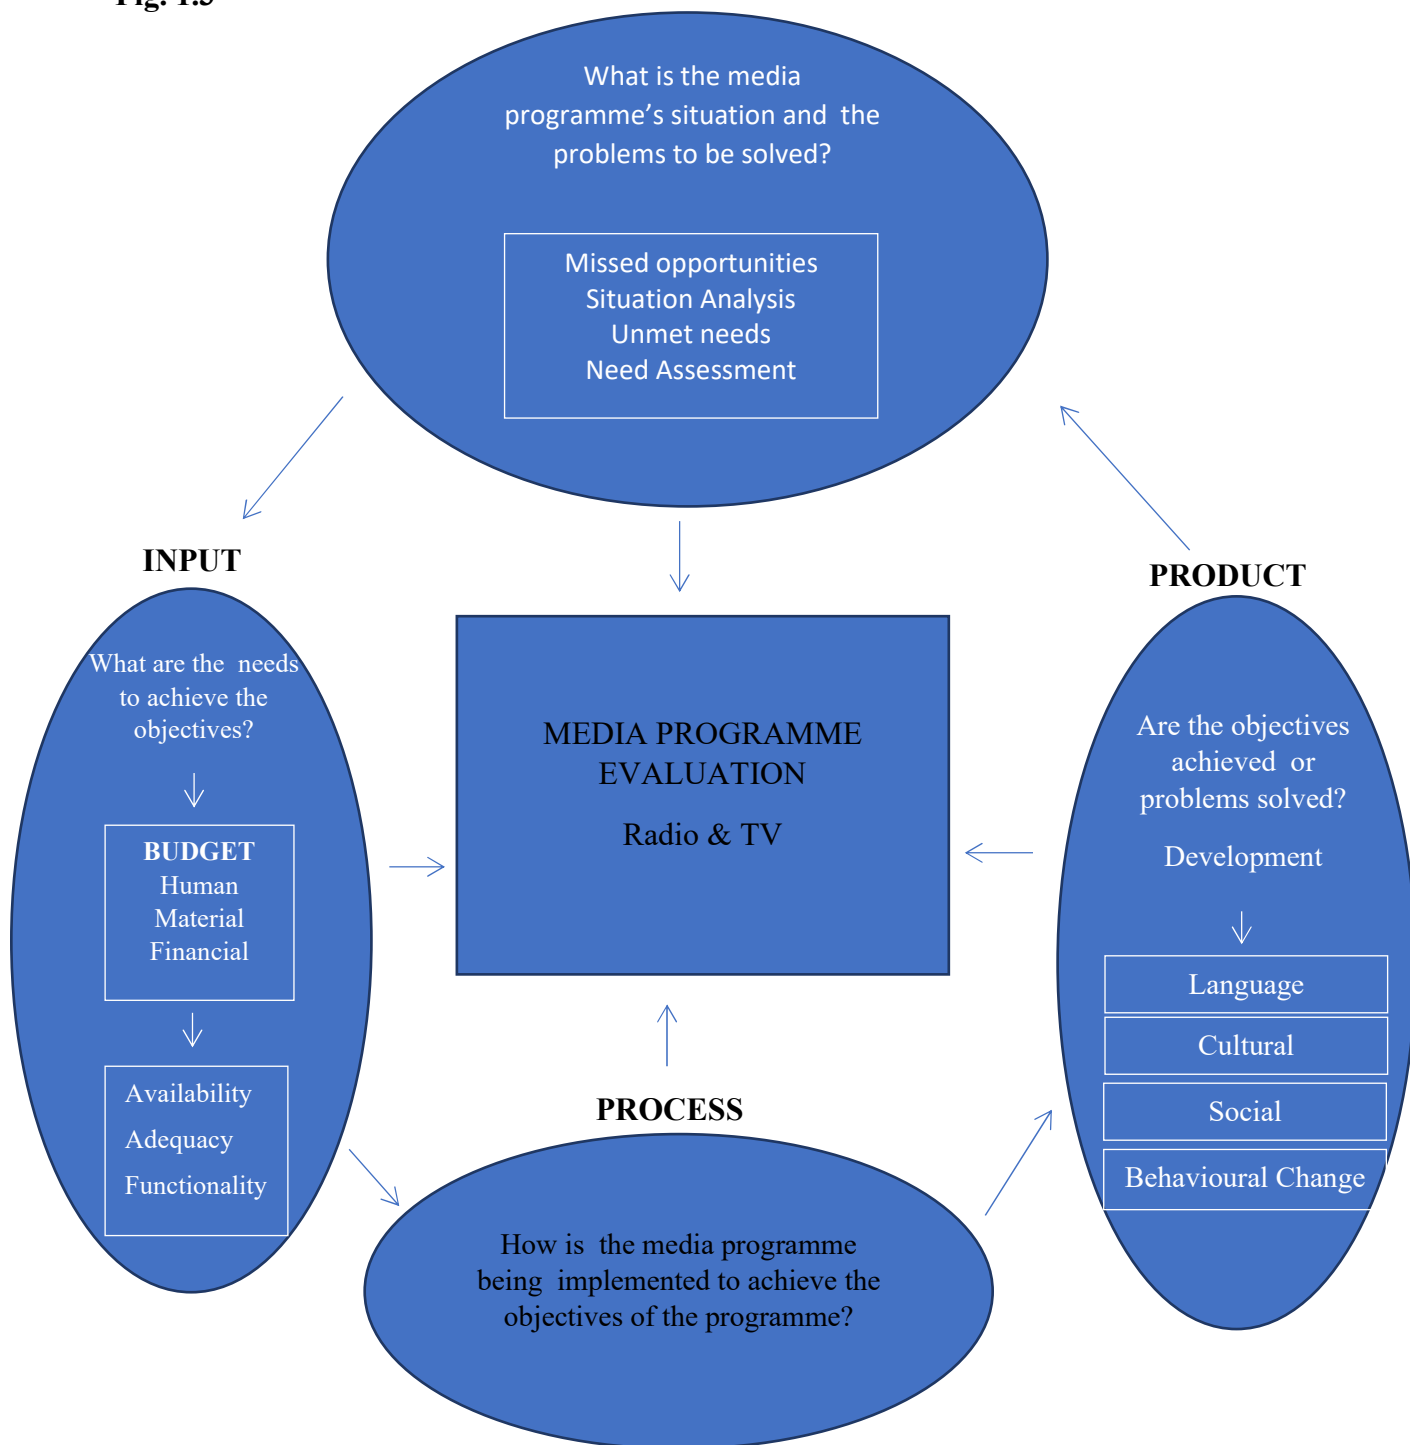 What is the media
programme’s situation and the
problems to be solved?
Missed opportunities
Situation Analysis
Unmet needs
Need Assessment
INPUT
What are the needs
to achieve the
objectives?
BUDGET
Human
Material
Financial
Availability
Adequacy
Functionality
MEDIA PROGRAMME
EVALUATION
Radio & TV
PROCESS
How is the media programme
being implemented to achieve the
objectives of the programme?
PRODUCT
Are the objectives
achieved or
problems solved?
Development
Language
Cultural
Social
Behavioural Change